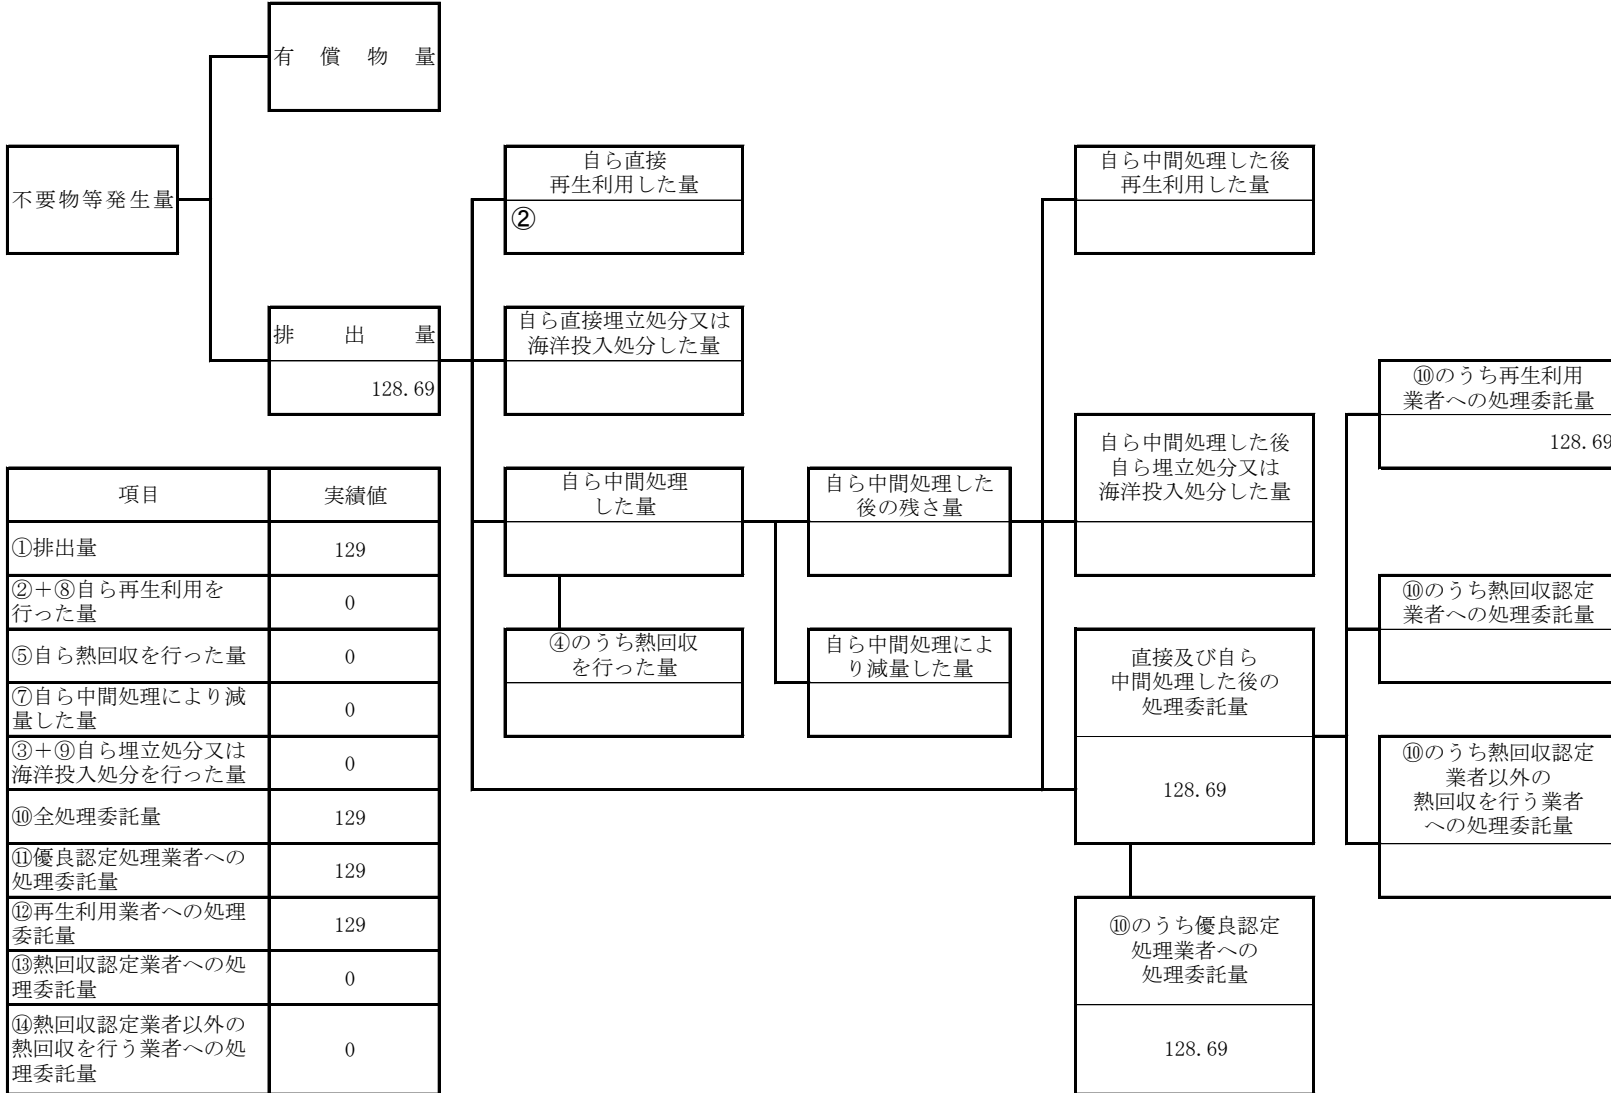 有償物量
不要物等発生量
自ら直接
再生利用した量
②
自ら中間処理した後
再生利用した量
排出量
128.69
自ら直接埋立処分又は
海洋投入処分した量
⑩のうち再生利用
業者への処理委託量
128.69
自ら中間処理
した量
自ら中間処理した
後の残さ量
自ら中間処理した後
自ら埋立処分又は
海洋投入処分した量
④のうち熱回収
を行った量
自ら中間処理によ
り減量した量
直接及び自ら
中間処理した後の
処理委託量
128.69
⑩のうち熱回収認定
業者への処理委託量
⑩のうち熱回収認定
業者以外の
熱回収を行う業者
への処理委託量
⑩のうち優良認定
処理業者への
処理委託量
128.69
項目 実績値
①排出量 129
②+⑧自ら再生利用を
行った量 0
⑤自ら熱回収を行った量 0
⑦自ら中間処理により減
量した量 0
③+⑨自ら埋立処分又は
海洋投入処分を行った量 0
⑩全処理委託量 129
⑪優良認定処理業者への
処理委託量 129
⑫再生利用業者への処理
委託量 129
⑬熱回収認定業者への処
理委託量 0
⑭熱回収認定業者以外の
熱回収を行う業者への処
理委託量 0